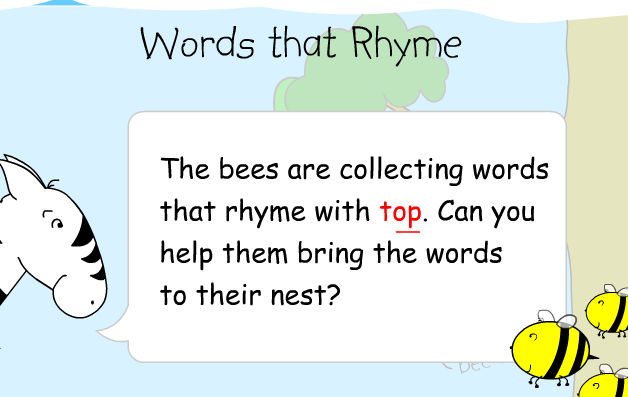 Words that Rhyme
The bees are collecting words
that rhyme with top. Can you
help them bring the words
to their nest?